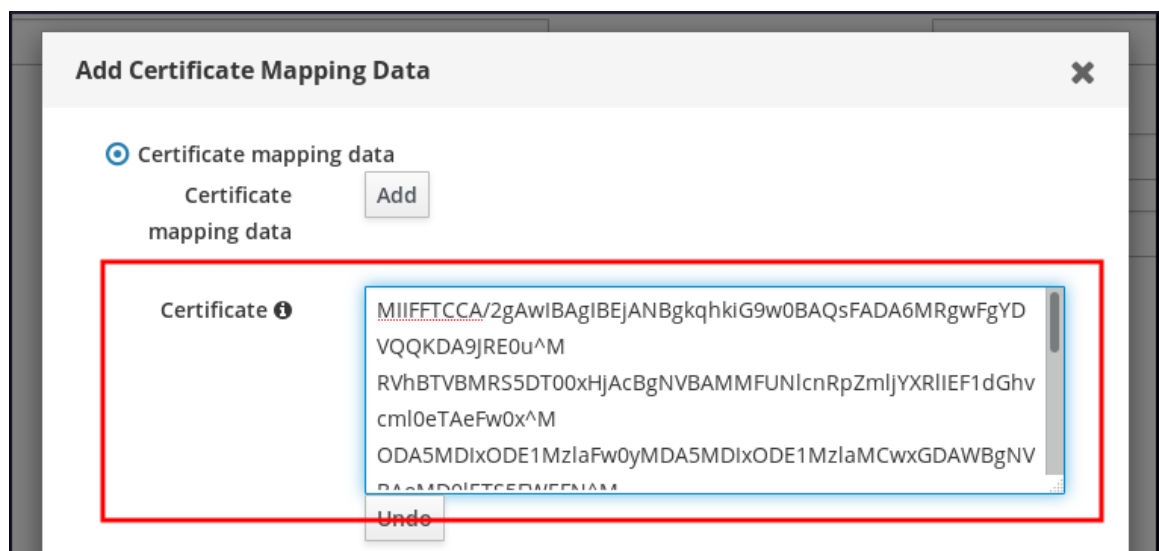 Add Certificate Mapping Data
Certificate mapping data
Certificate
mapping data
Add
Certificate
MIIFFTCCA/2gAwIBAgIBEjANBgkqhkiG9w0BAQsFADA6MRgwFgYD
VQQKDA9JRE0u^M
RVhBTVBMRS5DT00xHjAcBgNVBAMMFUNlcnRpZmljYXRlIEF1dGhv
cml0eTAeFw0x^M
ODA5MDIxODE1MzlaFw0yMDA5MDIxODE1MzlaMCwxGDAWBgNV
Undo